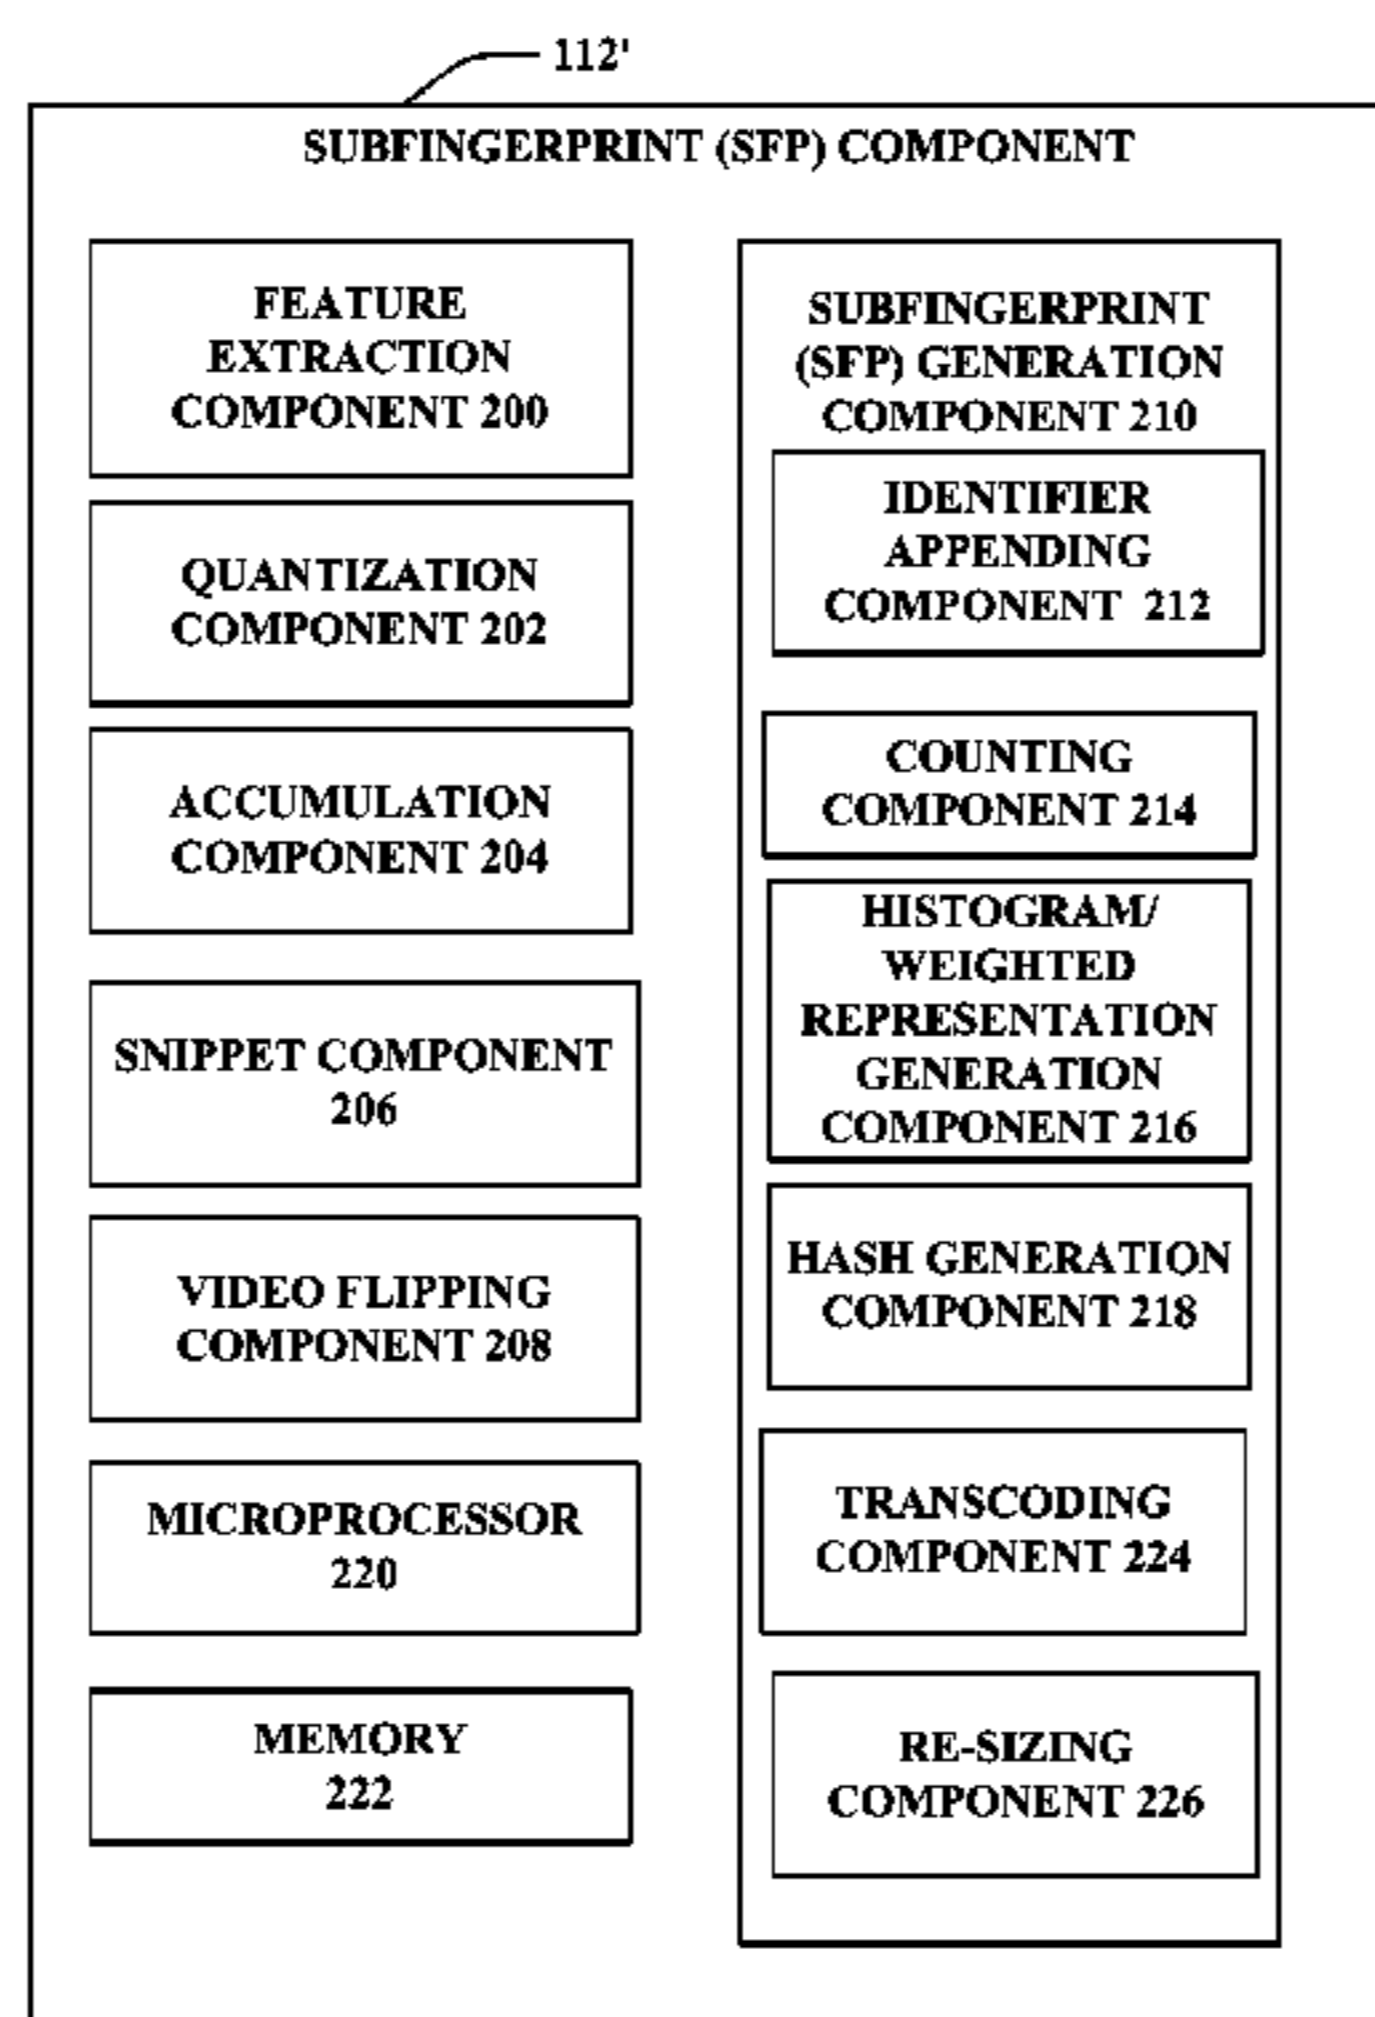 112'
SUBFINGERPRINT (SFP) COMPONENT
FEATURE
EXTRACTION
COMPONENT 200
QUANTIZATION
COMPONENT 202
ACCUMULATION
COMPONENT 204
SNIPPET COMPONENT
206
VIDEO FLIPPING
COMPONENT 208
MICROPROCESSOR
220
MEMORY
222
SUBFINGERPRINT
(SFP) GENERATION
COMPONENT 210
IDENTIFIER
APPENDING
COMPONENT 212
COUNTING
COMPONENT 214
HISTOGRAM/
WEIGHTED
REPRESENTATION
GENERATION
COMPONENT 216
HASH GENERATION
COMPONENT 218
TRANSCODING
COMPONENT 224
RE-SIZING
COMPONENT 226